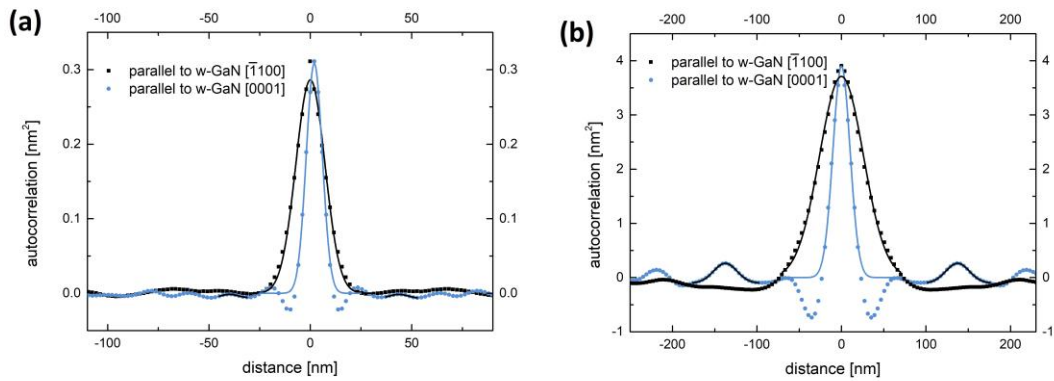 (a)
-100 -50 0 50
parallel to w-GaN [1̄100]
parallel to w-GaN [0001]
autocorrelation [nm²]
0.3 0.3
0.2 0.2
0.1 0.1
0.0 0.0
-100 -50 0 50
distance [nm]
(b)
-200 -100 0 100 200
parallel to w-GaN [1̄100]
parallel to w-GaN [0001]
autocorrelation [nm²]
4 4
3 3
2 2
1 1
0 0
-1 -1
-200 -100 0 100 200
distance [nm]